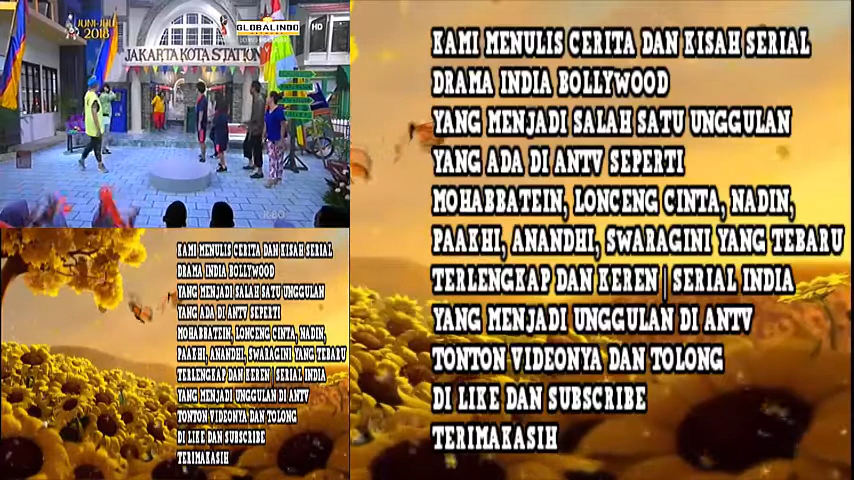 JUNI-JULI
2018
GLOBALINDO
HD
JAKARTA KOTA STATION
RBO
KAMI MENULIS CERITA DAN KISAH SERIAL
DRAMA INDIA BOLLYWOOD
YANG MENJADI SALAH SATU UNGGULAN
YANG ADA DI ANTV SEPERTI
MOHABBATEIN, LONCENG CINTA, NADIN,
PAAKHI, ANANDHI, SWARAGINI YANG TEBARU
TERLENGKAP DAN KEREN | SERIAL INDIA
YANG MENJADI UNGGULAN DI ANTV
TONTON VIDEONYA DAN TOLONG
DI LIKE DAN SUBSCRIBE
TERIMAKASIH
KAMI MENULIS CERITA DAN KISAH SERIAL
DRAMA INDIA BOLLYWOOD
YANG MENJADI SALAH SATU UNGGULAN
YANG ADA DI ANTV SEPERTI
MOHABBATEIN, LONCENG CINTA, NADIN,
PAAKHI, ANANDHI, SWARAGINI YANG TEBARU
TERLENGKAP DAN KEREN | SERIAL INDIA
YANG MENJADI UNGGULAN DI ANTV
TONTON VIDEONYA DAN TOLONG
DI LIKE DAN SUBSCRIBE
TERIMAKASIH